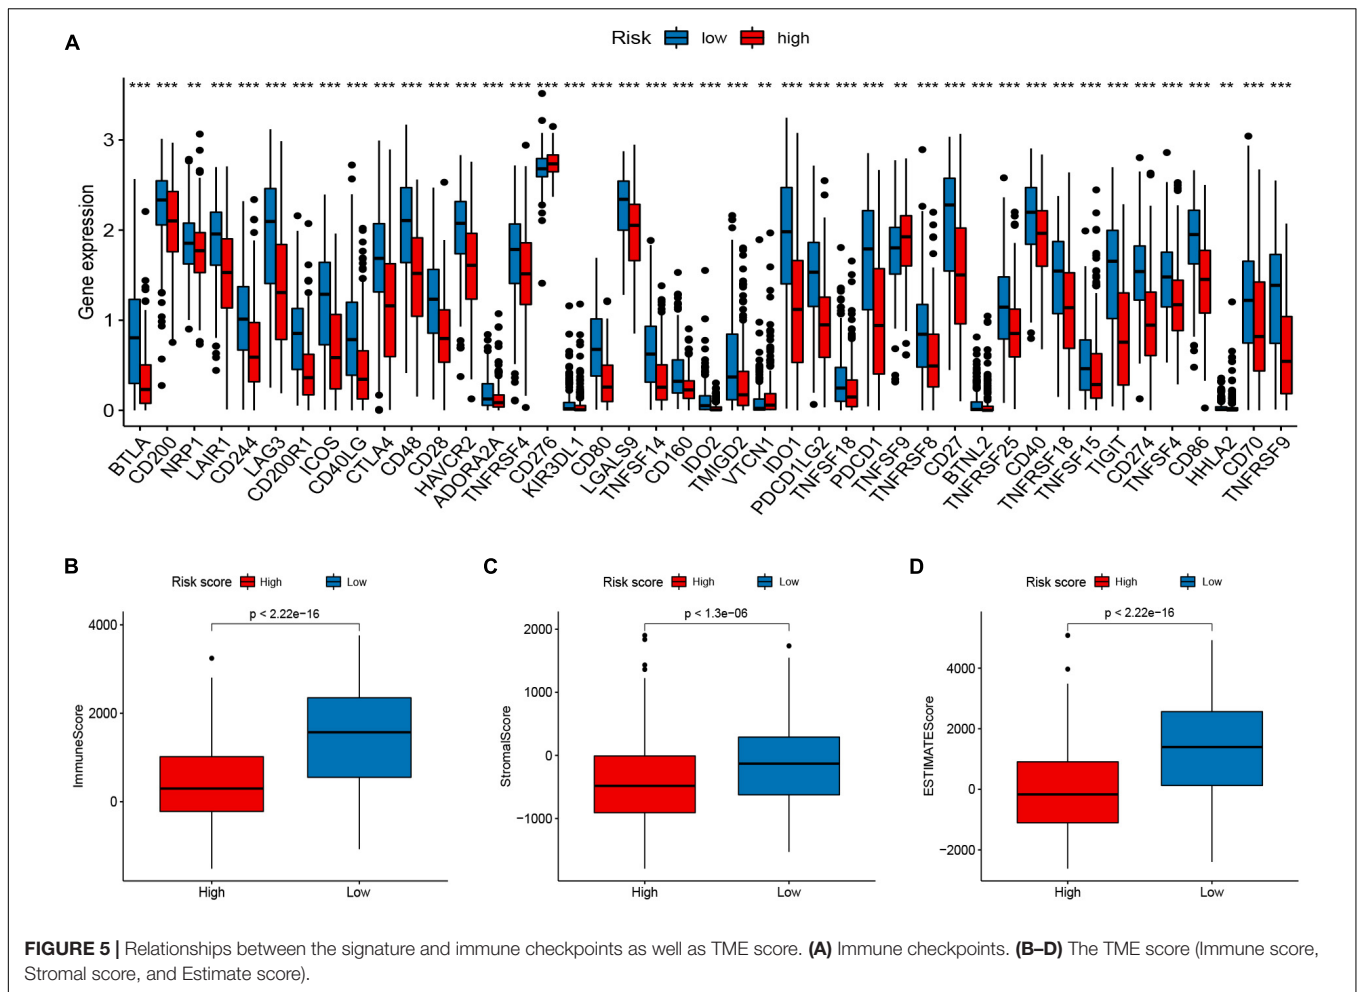 A
Risk low high
*** *** ** *** *** *** *** *** *** *** *** *** *** *** *** *** *** *** *** *** *** *** *** ** *** *** *** *** ** *** *** *** *** *** *** *** *** *** *** *** ** *** ***
Gene expression
3
2
1
0
BTLA
CD200
NRP1
LAIR1
CD244
LAG3
CD200R1
ICOS
CD40LG
CTLA4
CD48
CD28
HAVCR2
ADORA2A
TNFRSF4
CD276
KIR3DL1
CD80
LGALS9
TNFSF14
CD160
IDO2
TMIGD2
VTCN1
IDO1
PDCD1LG2
TNFSF18
PDCD1
TNFSF9
TNFRSF8
CD27
BTNL2
TNFRSF25
CD40
TNFRSF18
TNFSF15
TIGIT
CD274
TNFSF4
CD86
HHLA2
CD70
TNFRSF9
B
Risk score High Low
p < 2.22e−16
ImmuneScore
4000
2000
0
High Low
C
Risk score High Low
p < 1.3e−06
StromalScore
2000
1000
0
−1000
High Low
D
Risk score High Low
p < 2.22e−16
ESTIMATEScore
4000
2000
0
−2000
High Low
FIGURE 5 | Relationships between the signature and immune checkpoints as well as TME score. (A) Immune checkpoints. (B–D) The TME score (Immune score,
Stromal score, and Estimate score).